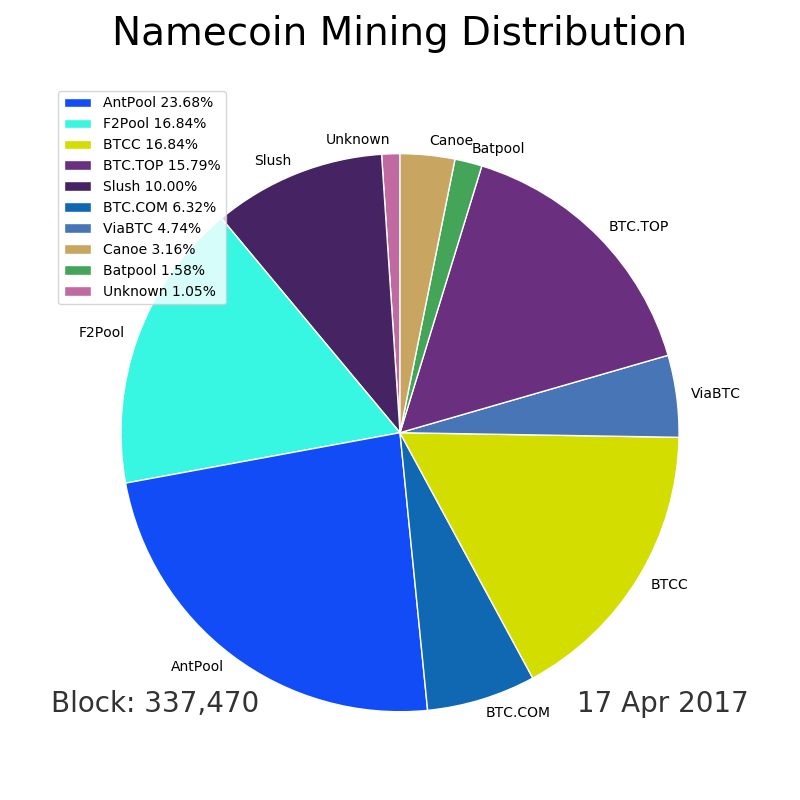 Namecoin Mining Distribution
AntPool 23.68%
F2Pool 16.84%
BTCC 16.84%
BTC.TOP 15.79%
Slush 10.00%
BTC.COM 6.32%
ViaBTC 4.74%
Canoe 3.16%
Batpool 1.58%
Unknown 1.05%
Unknown
Canoe
Batpool
Slush
BTC.TOP
F2Pool
ViaBTC
BTCC
AntPool
BTC.COM
Block: 337,470
17 Apr 2017